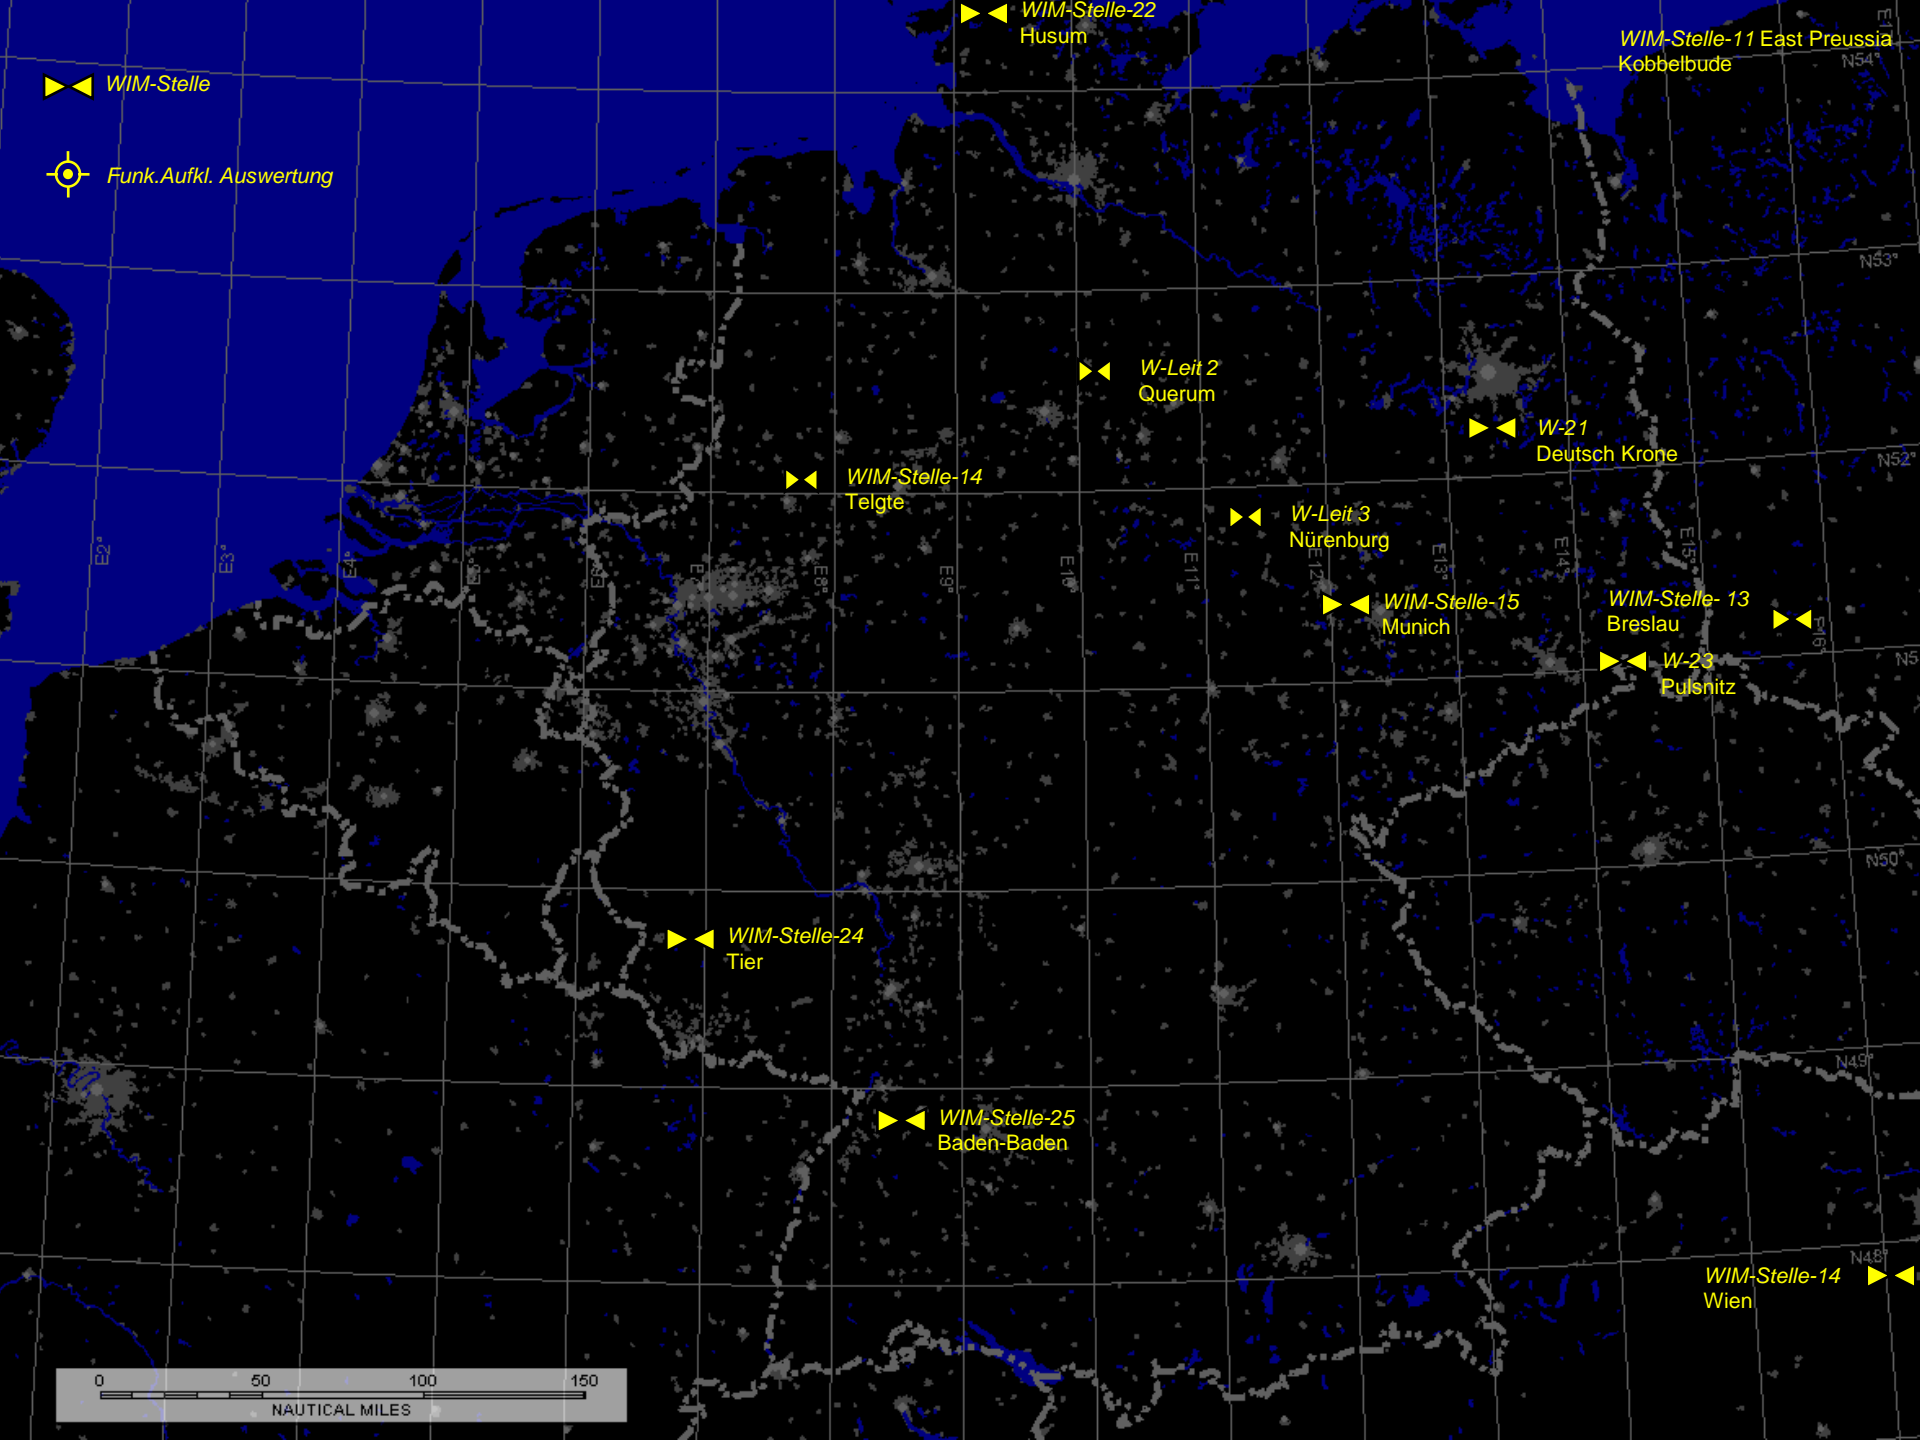 WIM-Stelle-22
Husum
WIM-Stelle-11 East Preussia
Kobbelbude
E1
N54°
WIM-Stelle
Funk.Aufkl. Auswertung
N53°
W-Leit 2
Querum
W-21
Deutsch Krone
N52°
WIM-Stelle-14
Telgte
W-Leit 3
Nürenburg
E2°
E3°
E4°
E5°
E6°
E8°
E9°
E10°
E11°
E12°
E13°
E14°
E15°
WIM-Stelle-15
Munich
WIM-Stelle- 13
Breslau
E16°
N5
W-23
Pulsnitz
N50°
WIM-Stelle-24
Tier
N49°
WIM-Stelle-25
Baden-Baden
N48°
WIM-Stelle-14
Wien
0 50 100 150
NAUTICAL MILES